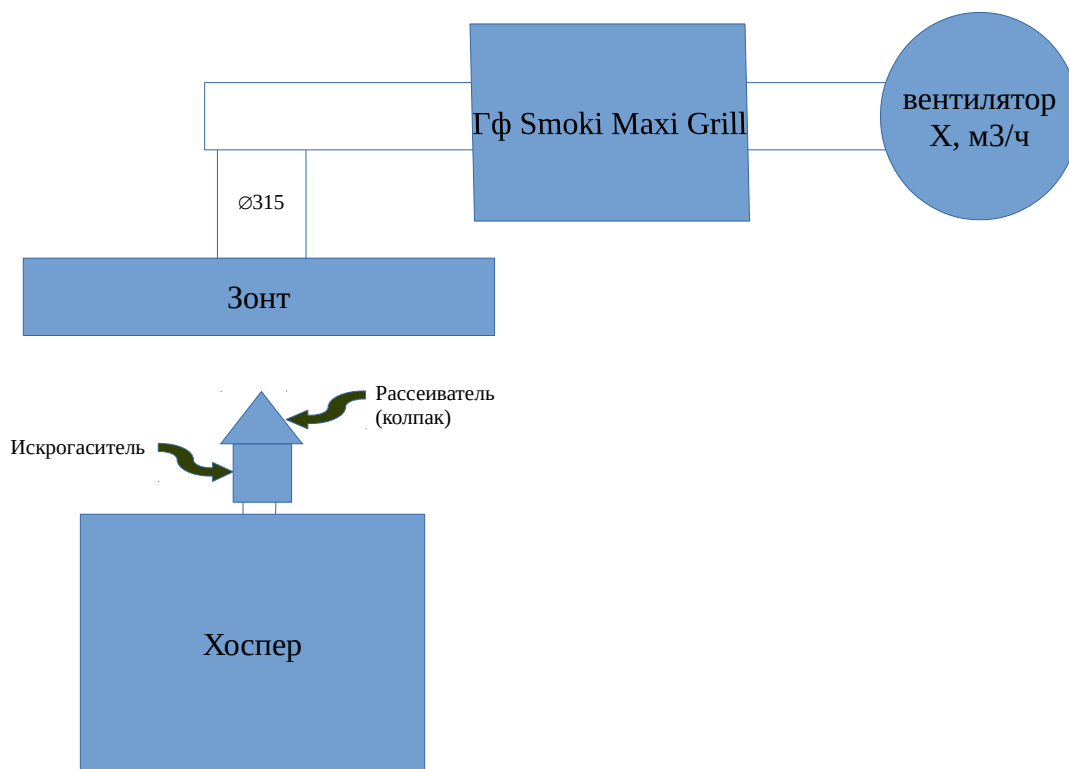 Гф Smoki Maxi Grill
вентилятор
Х, м3/ч
∅315
Зонт
Рассеиватель
(колпак)
Искрогаситель
Хоспер